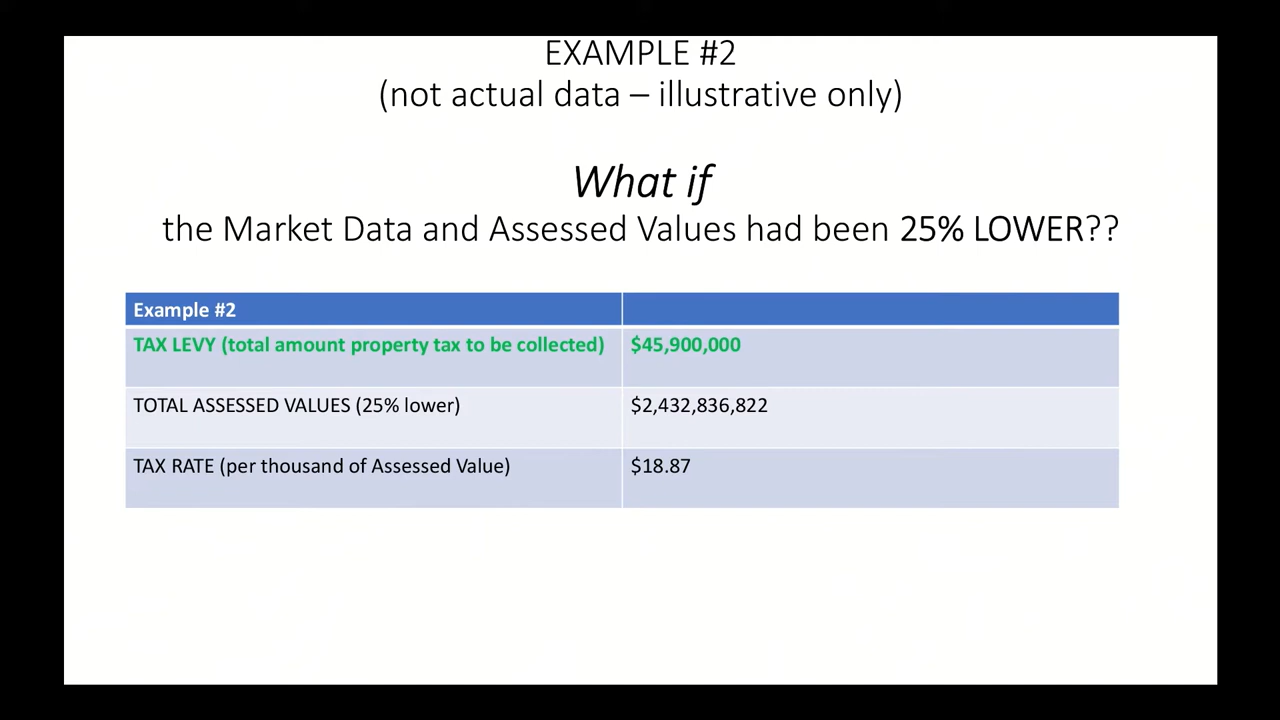 EXAMPLE #2
(not actual data – illustrative only)
What if
the Market Data and Assessed Values had been 25% LOWER??
Example #2
TAX LEVY (total amount property tax to be collected) $45,900,000
TOTAL ASSESSED VALUES (25% lower) $2,432,836,822
TAX RATE (per thousand of Assessed Value) $18.87